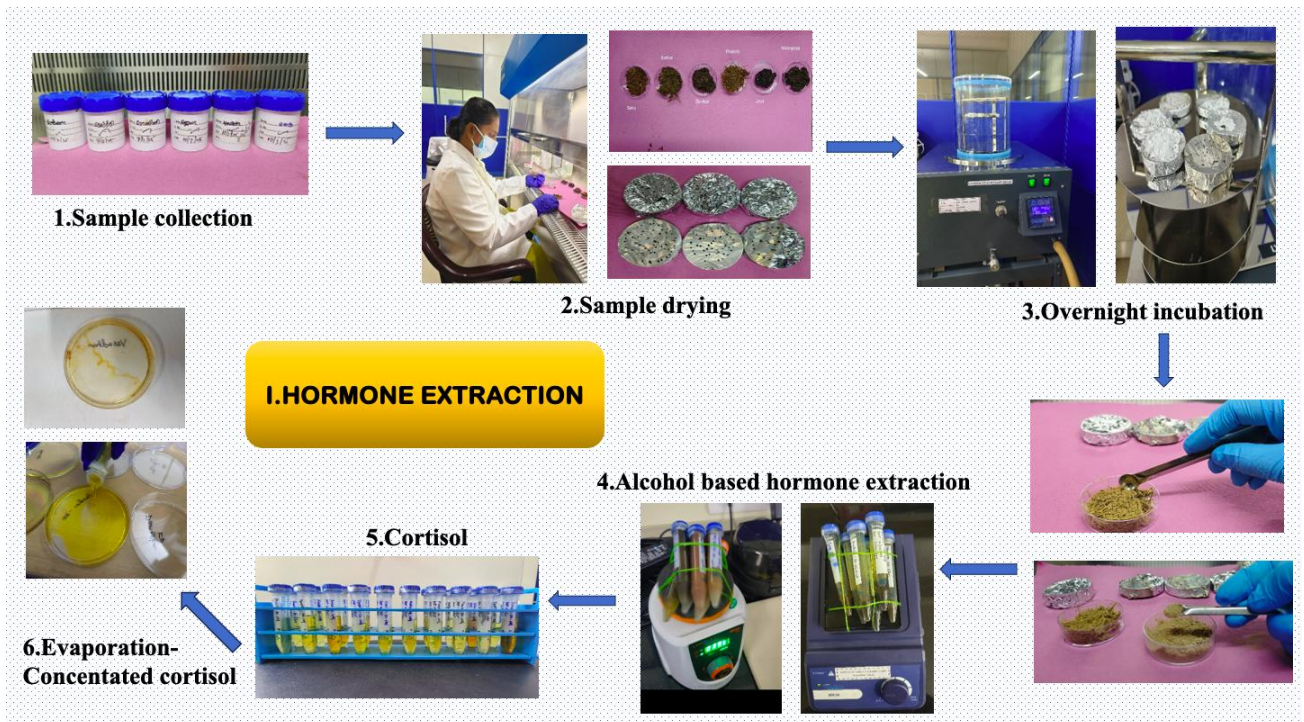 1.Sample collection
2.Sample drying
3.Overnight incubation
I.HORMONE EXTRACTION
4.Alcohol based hormone extraction
5.Cortisol
6.Evaporation-
Concentated cortisol